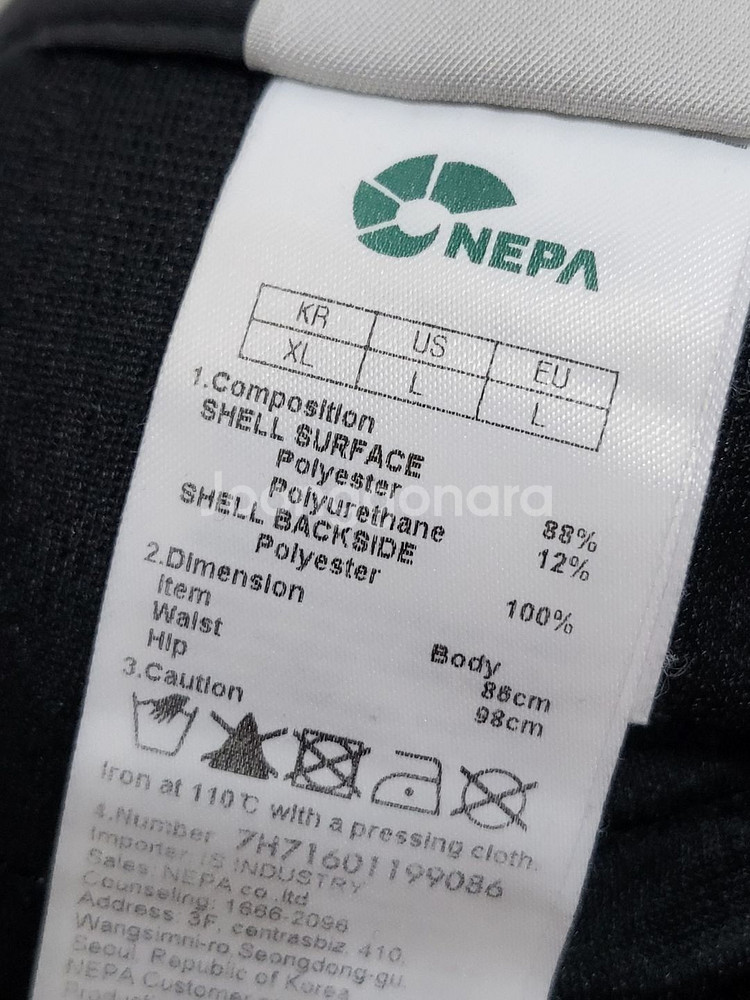 NEPA
KR US EU
XL L L
1.Composition
SHELL SURFACE
Polyester 88%
Polyurethane 12%
SHELL BACKSIDE
Polyester 100%
2.Dimension
Item Body
Waist 86cm
Hip 98cm
3.Caution
Iron at 110℃ with a pressing cloth.
4.Number 7H71601199086
Importer IS INDUSTRY
Sales: NEPA co.,ltd
Counseling: 1666-2096
Address: 3F, centrasbiz, 410,
Wangsimni-ro, Seongdong-gu,
Seoul, Republic of Korea
NEPA Customer
Joongonara